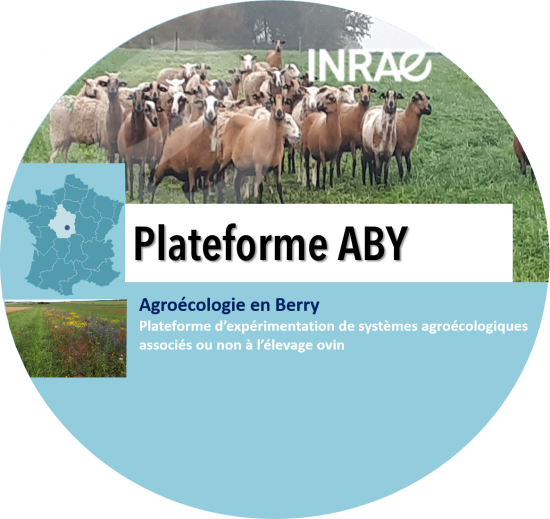 INRAE
Plateforme ABY
Agroécologie en Berry
Plateforme d'expérimentation de systèmes agroécologiques
associés ou non à l'élevage ovin